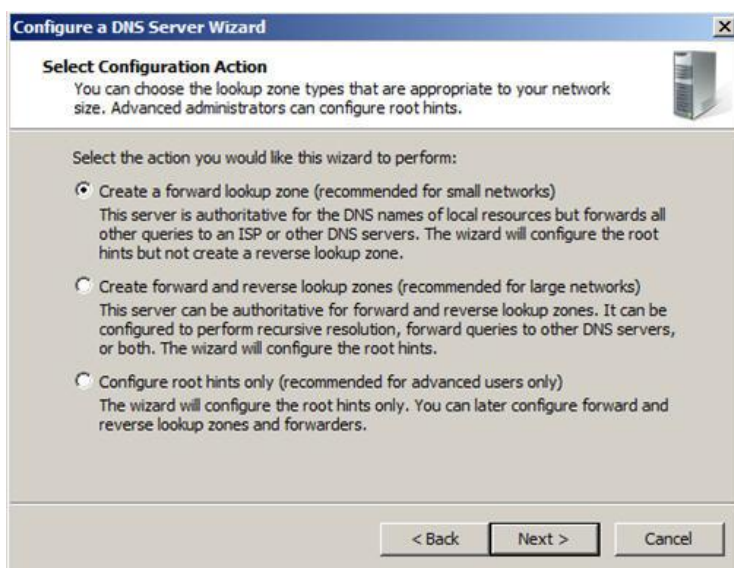 Configure a DNS Server Wizard
Select Configuration Action
You can choose the lookup zone types that are appropriate to your network
size. Advanced administrators can configure root hints.
Select the action you would like this wizard to perform:
Create a forward lookup zone (recommended for small networks)
This server is authoritative for the DNS names of local resources but forwards all
other queries to an ISP or other DNS servers. The wizard will configure the root
hints but not create a reverse lookup zone.
Create forward and reverse lookup zones (recommended for large networks)
This server can be authoritative for forward and reverse lookup zones. It can be
configured to perform recursive resolution, forward queries to other DNS servers,
or both. The wizard will configure the root hints.
Configure root hints only (recommended for advanced users only)
The wizard will configure the root hints only. You can later configure forward and
reverse lookup zones and forwarders.
< Back Next > Cancel